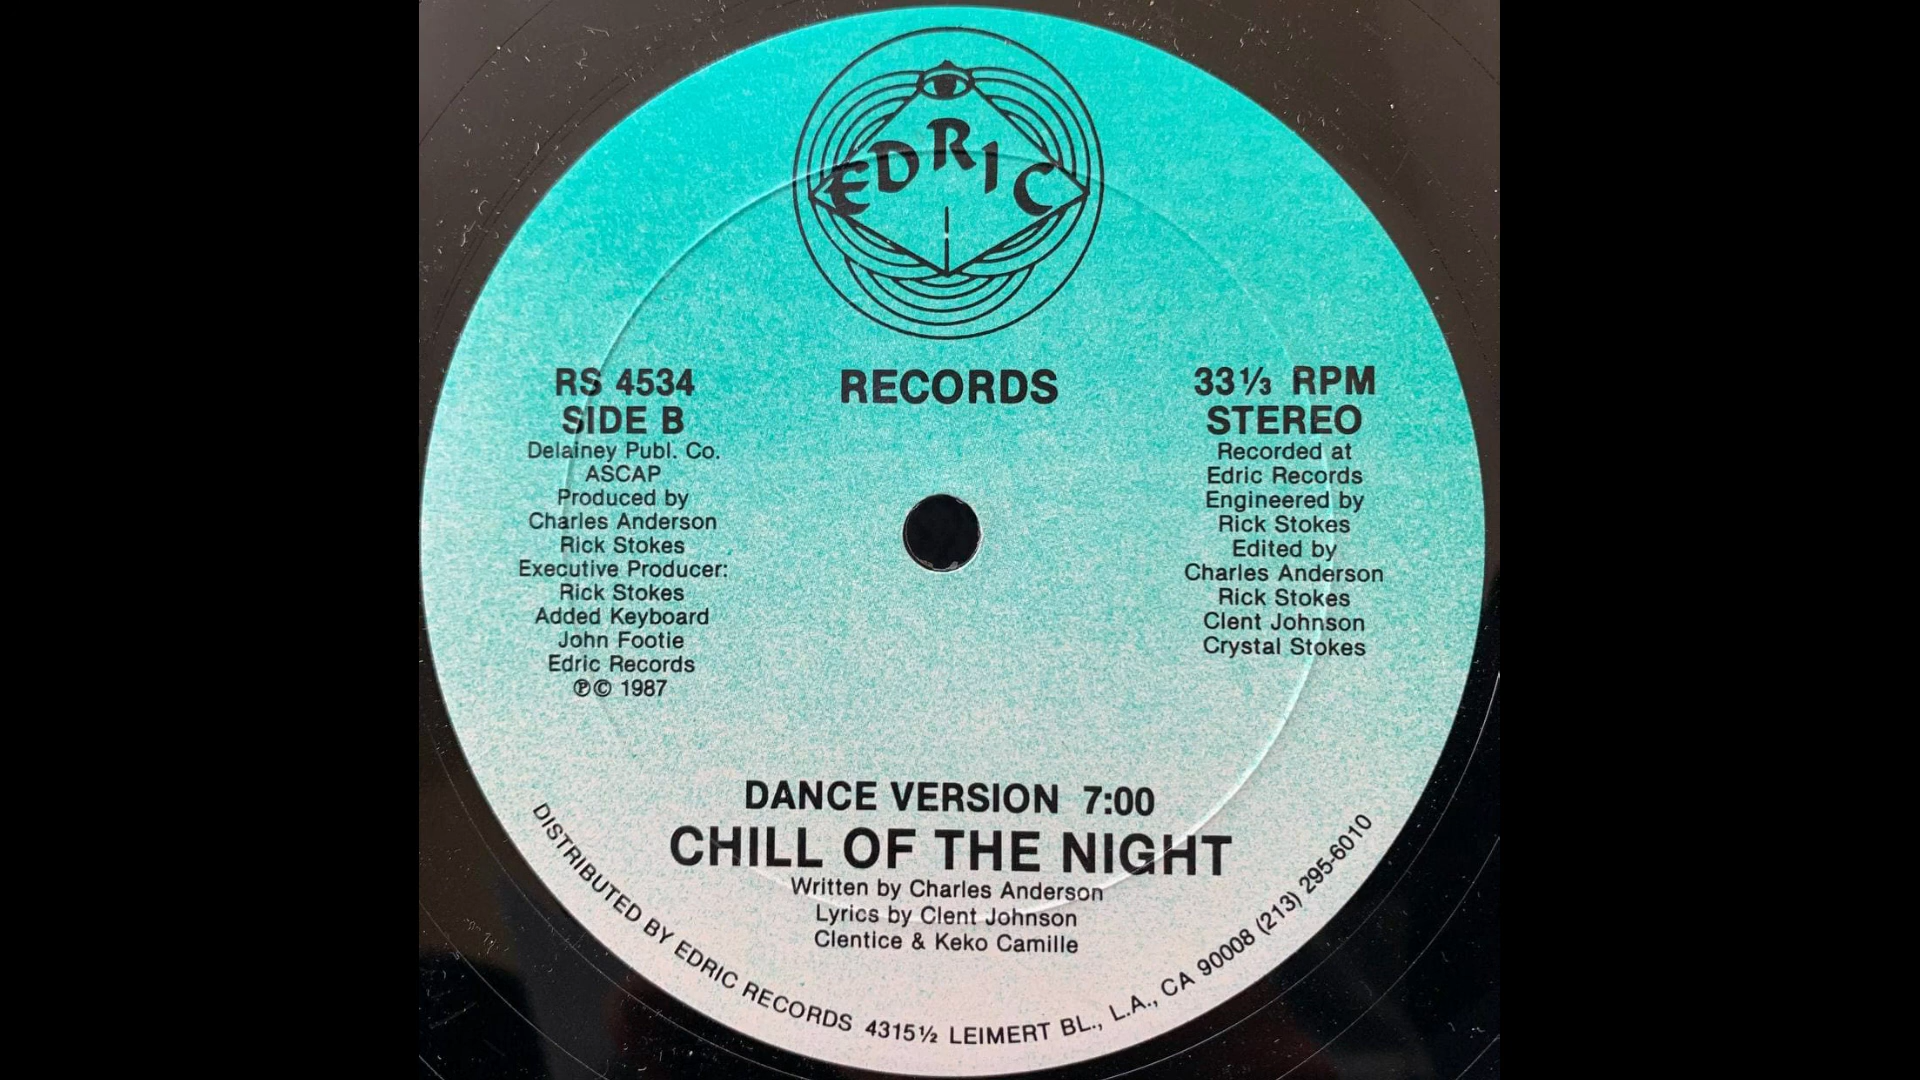 EDRIC
RECORDS
RS 4534
SIDE B
Delainey Publ. Co.
ASCAP
Produced by
Charles Anderson
Rick Stokes
Executive Producer:
Rick Stokes
Added Keyboard
John Footie
Edric Records
℗© 1987
33⅓ RPM
STEREO
Recorded at
Edric Records
Engineered by
Rick Stokes
Edited by
Charles Anderson
Rick Stokes
Clent Johnson
Crystal Stokes
DANCE VERSION 7:00
CHILL OF THE NIGHT
Written by Charles Anderson
Lyrics by Clent Johnson
Clentice & Keko Camille
DISTRIBUTED BY EDRIC RECORDS 4315½ LEIMERT BL., L.A., CA 90008 (213) 295-6010